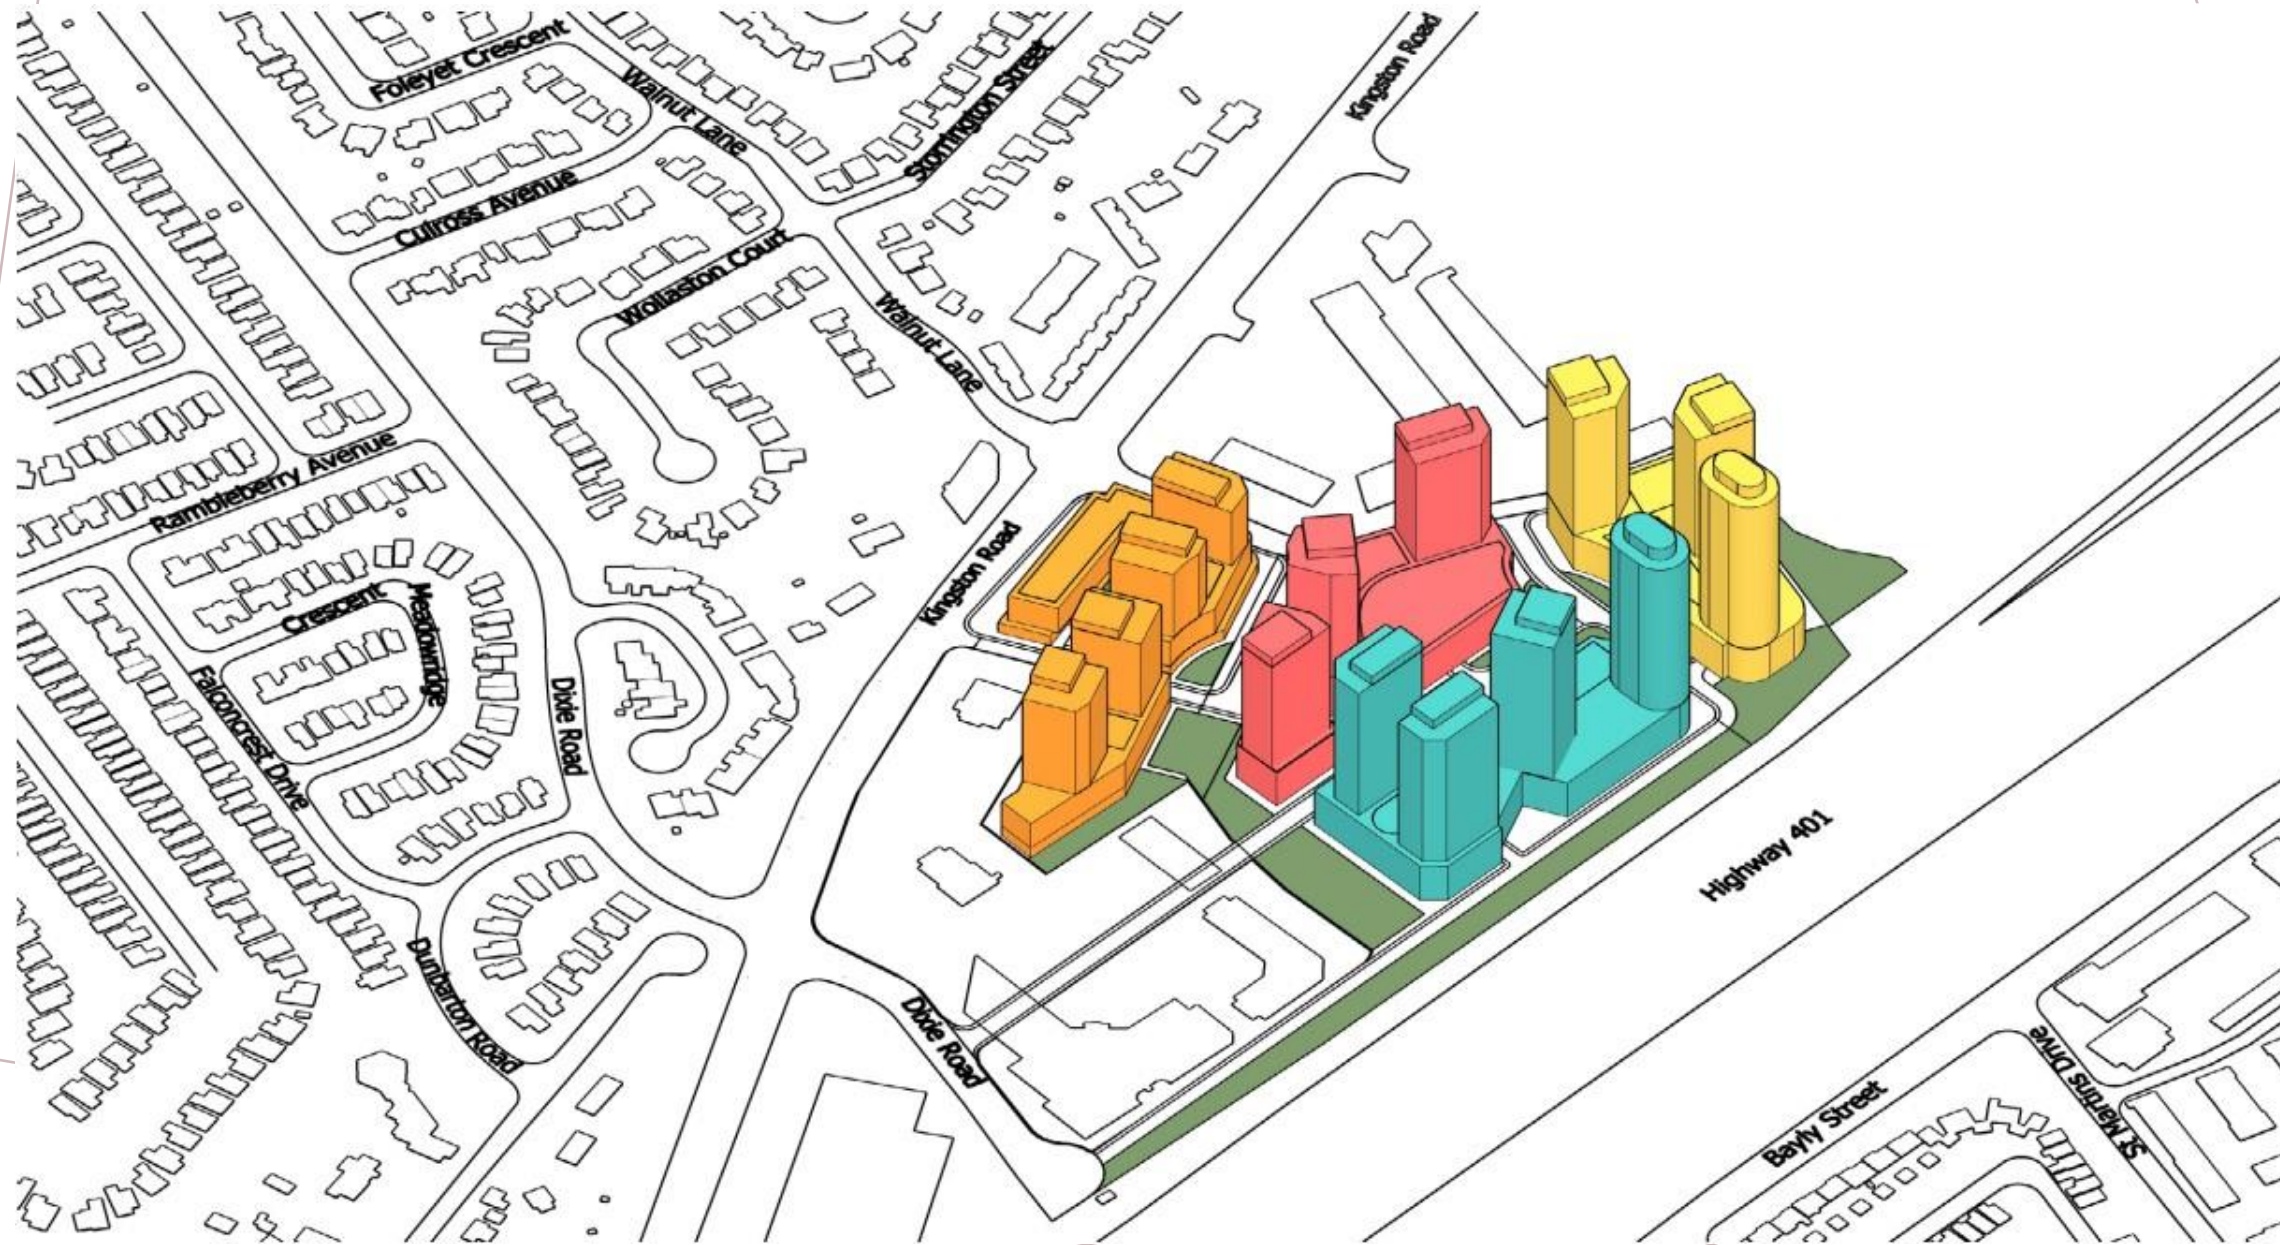 Foleyet Crescent
Walnut Lane
Stornington Street
Kingston Road
Culross Avenue
Wollaston Court
Walnut Lane
Rambleberry Avenue
Kingston Road
Crescent
Meadowridge
Falconcrest Drive
Dixie Road
Highway 401
Dunbarton Road
Dixie Road
Bayly Street
St Martins Drive